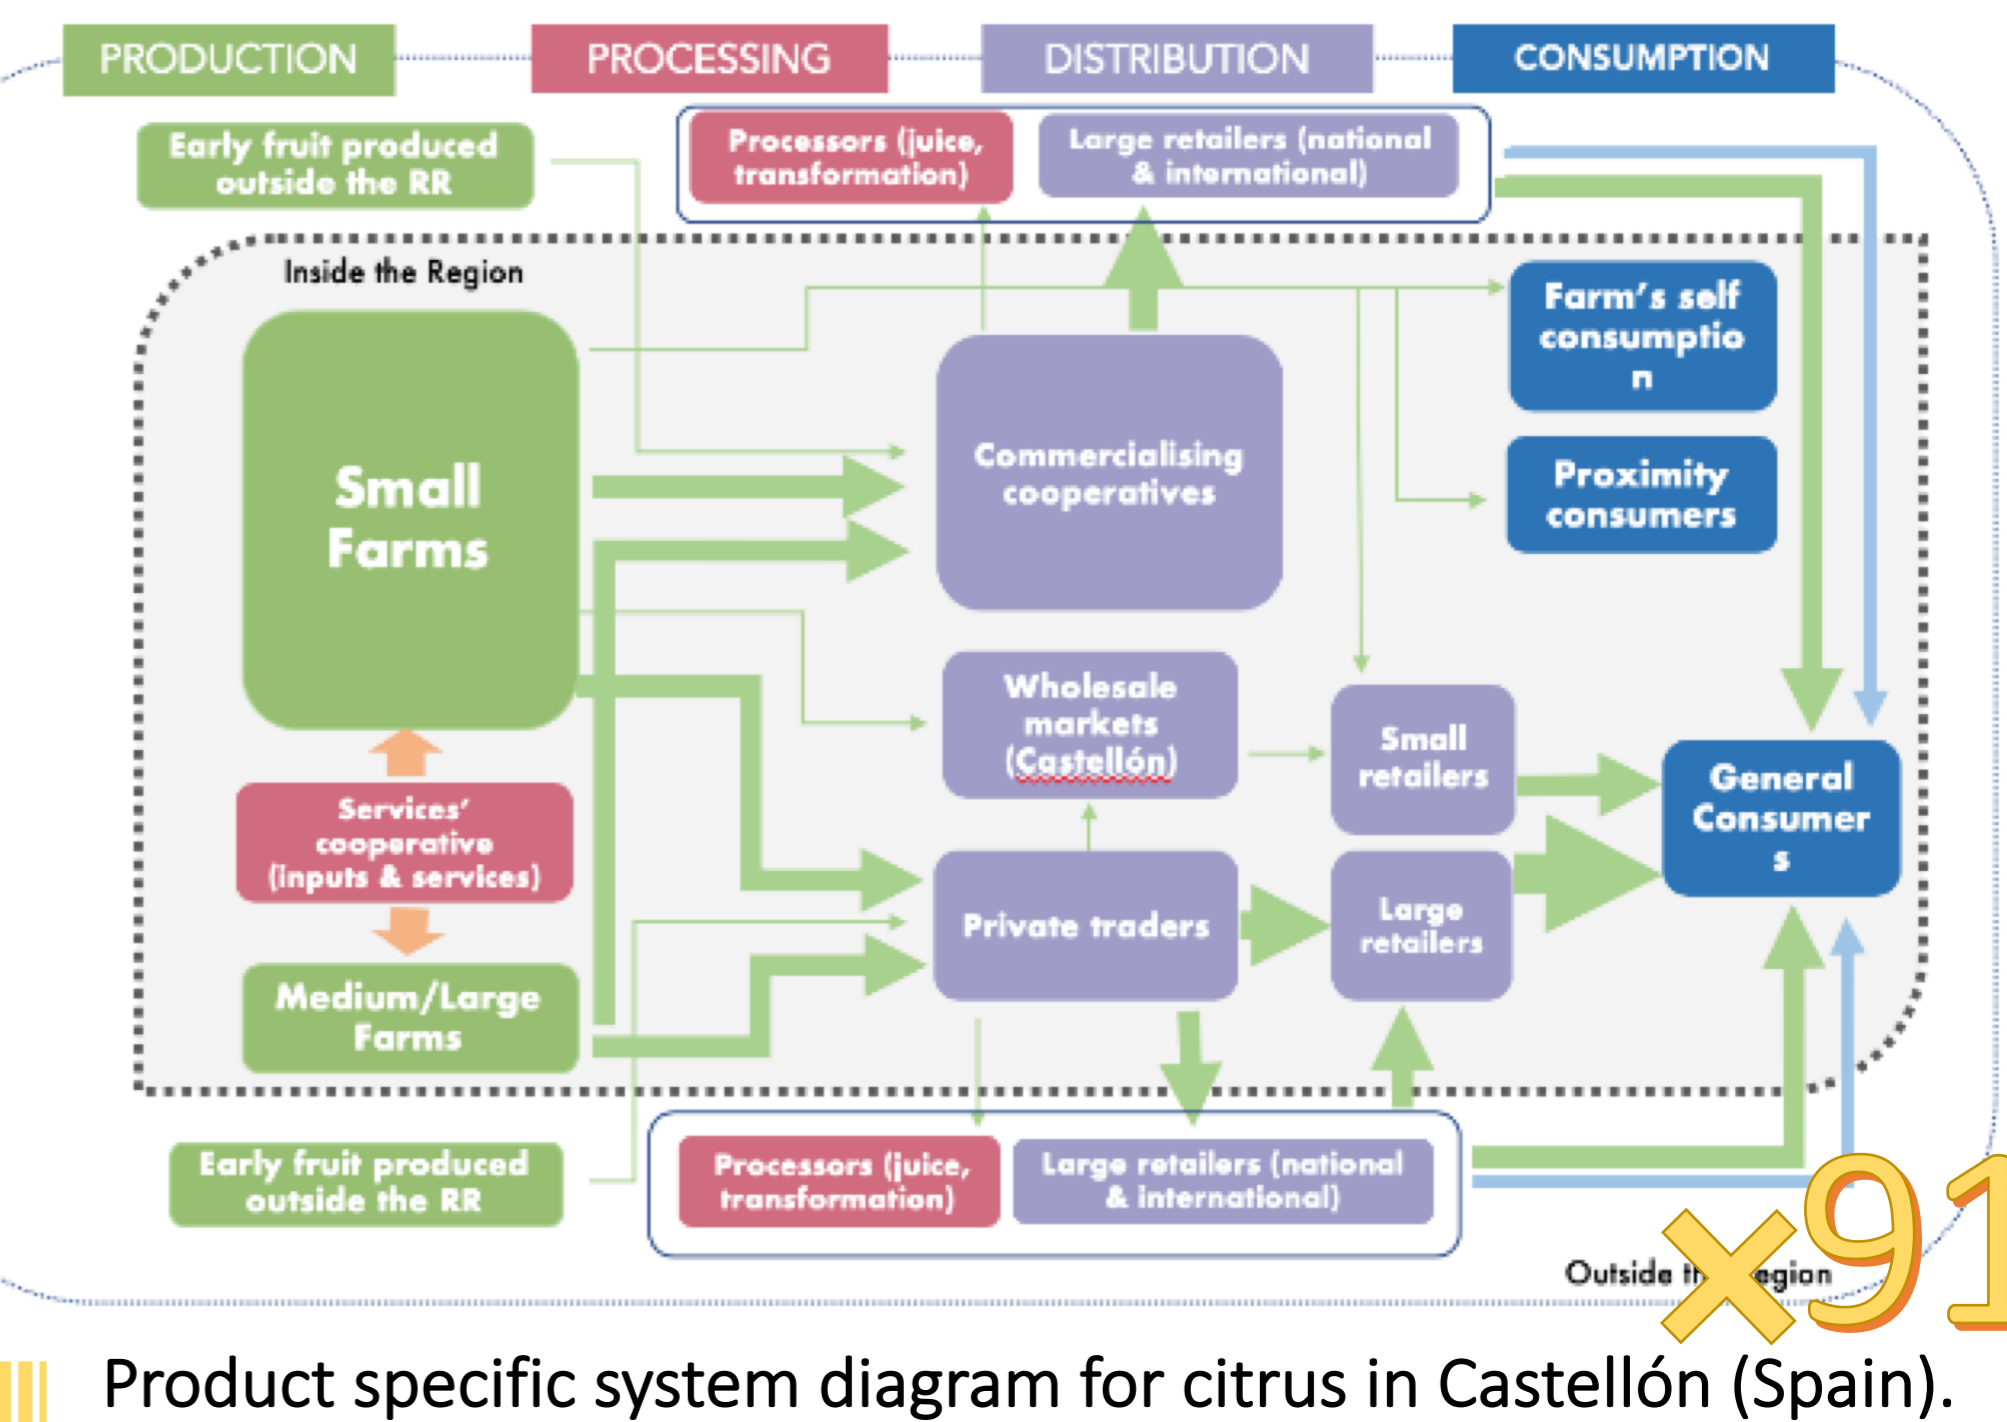 PRODUCTION
PROCESSING
DISTRIBUTION
CONSUMPTION
Early fruit produced
outside the RR
Processors (juice,
transformation)
Large retailers (national
& international)
Inside the Region
Small
Farms
Commercialising
cooperatives
Farm's self
consumptio
n
Proximity
consumers
Wholesale
markets
(Castellón)
Small
retailers
General
Consumer
s
Services'
cooperative
(inputs & services)
Private traders
Large
retailers
Medium/Large
Farms
Early fruit produced
outside the RR
Processors (juice,
transformation)
Large retailers (national
& international)
Outside egion
×91
Product specific system diagram for citrus in Castellón (Spain).